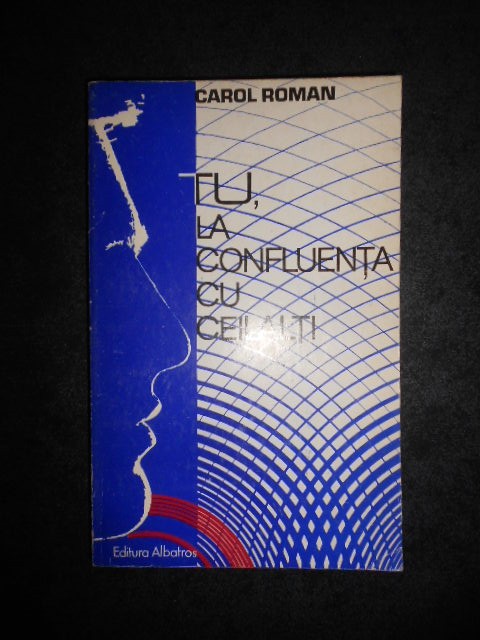 CAROL ROMAN
TU,
LA
CONFLUENȚA
CU
CEILALȚI
Editura Albatros